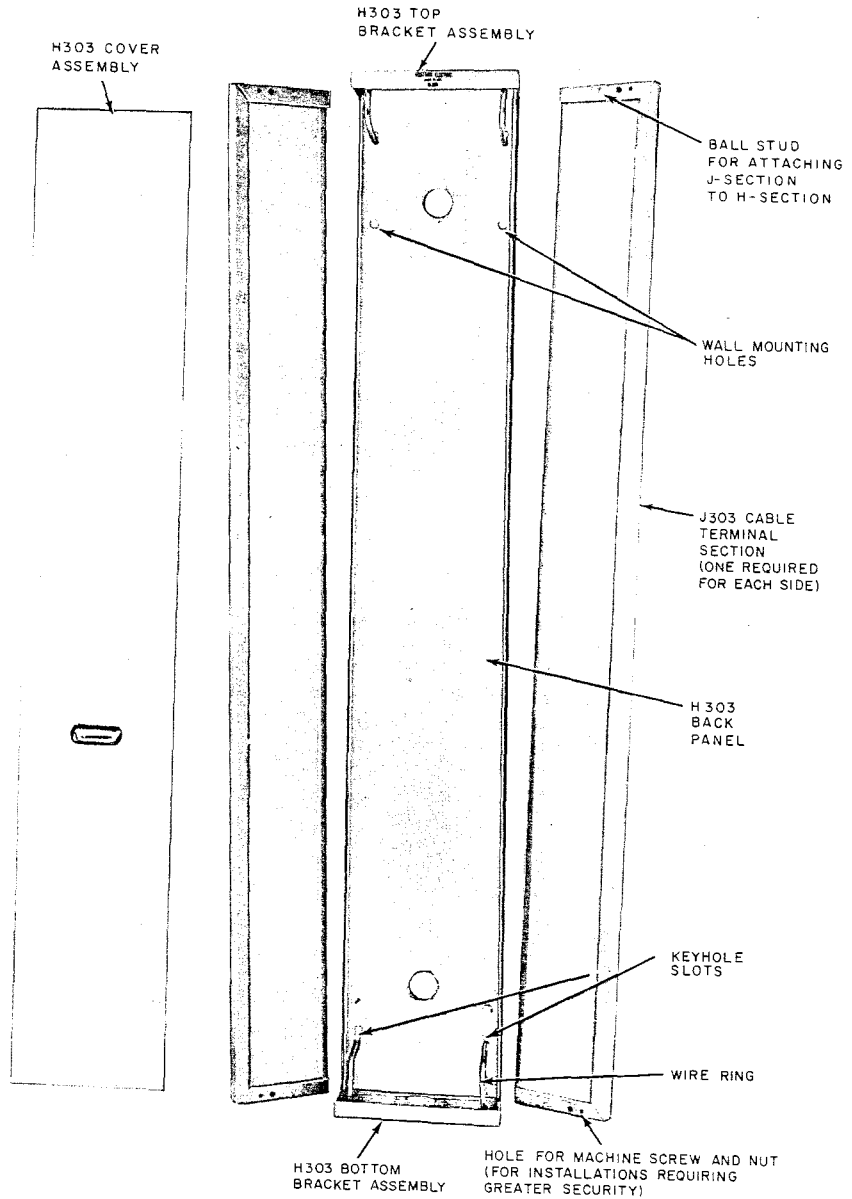 H303 TOP
BRACKET ASSEMBLY
H303 COVER
ASSEMBLY
WESTERN ELECTRIC
BALL STUD
FOR ATTACHING
J-SECTION
TO H-SECTION
WALL MOUNTING
HOLES
J303 CABLE
TERMINAL
SECTION
(ONE REQUIRED
FOR EACH SIDE)
H303
BACK
PANEL
KEYHOLE
SLOTS
WIRE RING
H303 BOTTOM
BRACKET ASSEMBLY
HOLE FOR MACHINE SCREW AND NUT
(FOR INSTALLATIONS REQUIRING
GREATER SECURITY)